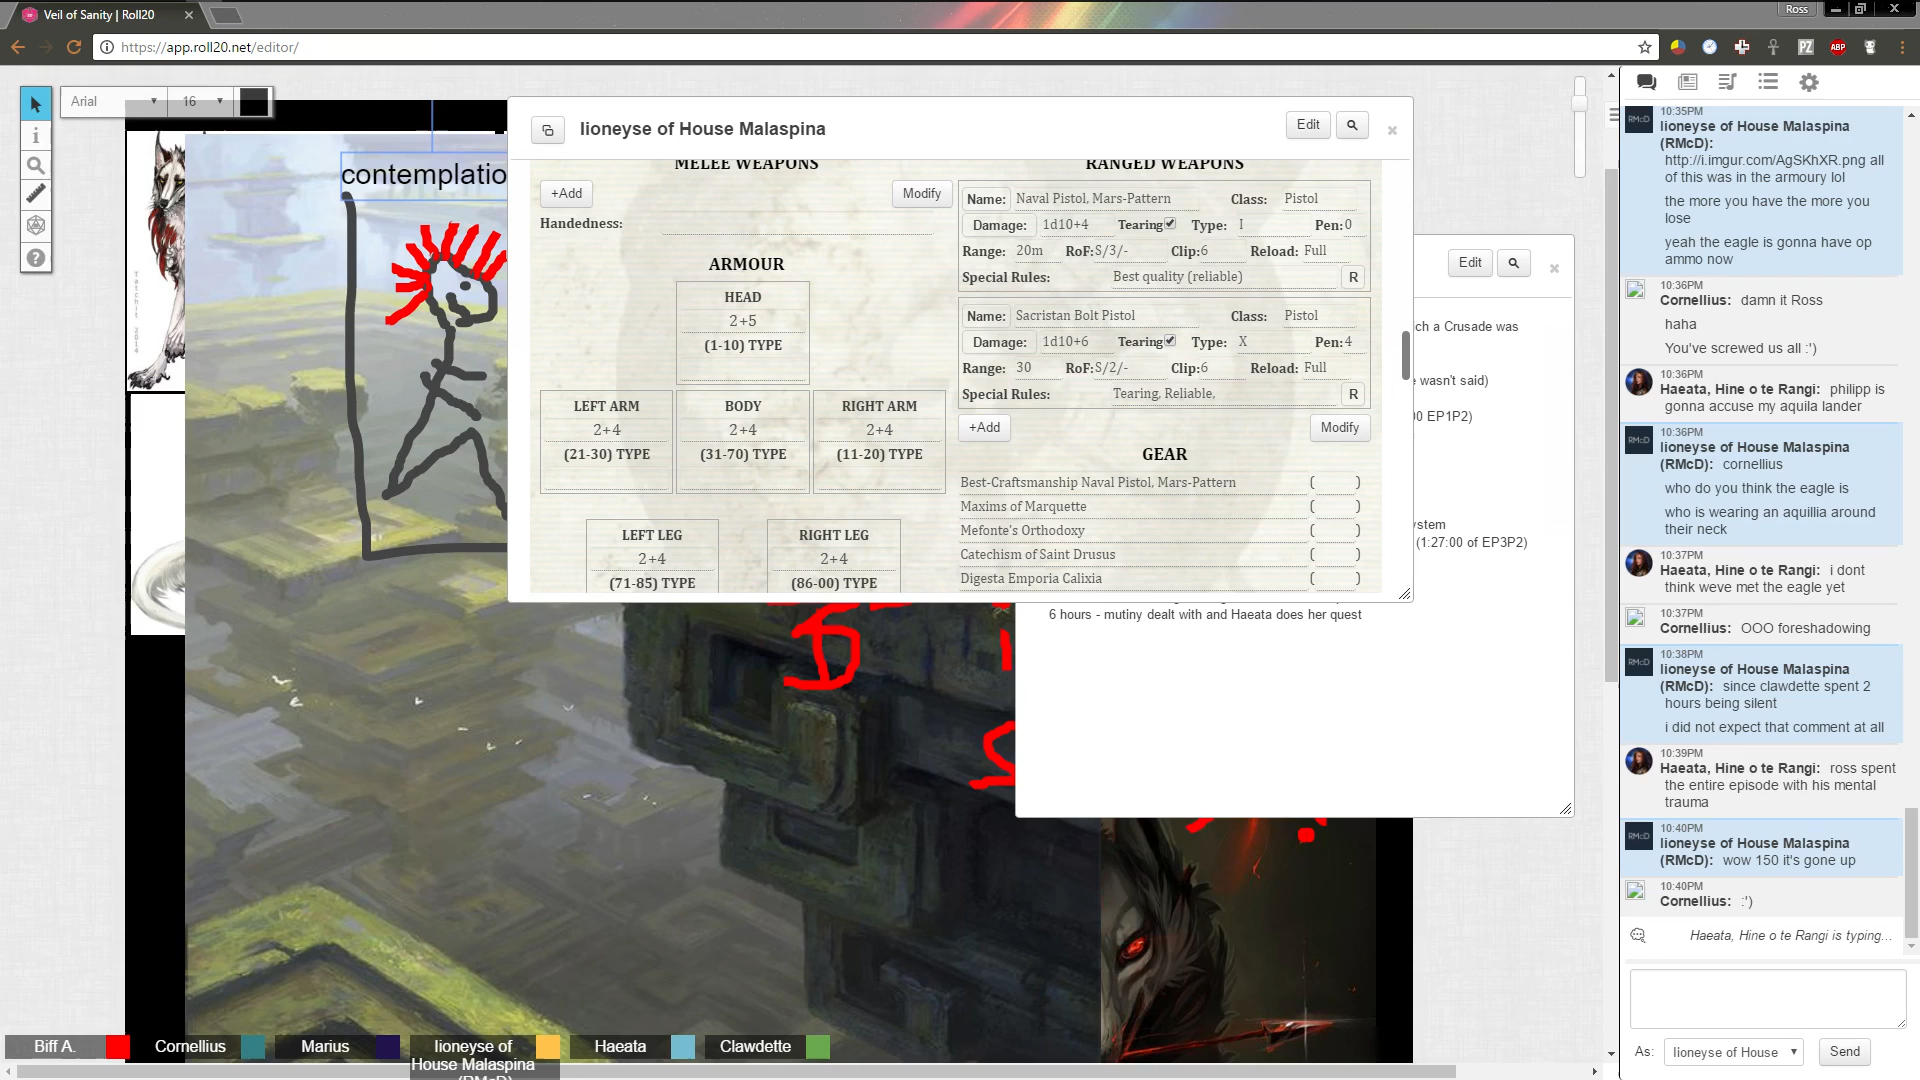 Veil of Sanity | Roll20
Ross
https://app.roll20.net/editor/
PZ
ABP
Arial
16
contemplatio
Tatchit 2014
lioneyse of House Malaspina
Edit
MELEE WEAPONS
+Add
Modify
Handedness:
ARMOUR
HEAD
2+5
(1-10) TYPE
LEFT ARM
BODY
RIGHT ARM
2+4
2+4
2+4
(21-30) TYPE
(31-70) TYPE
(11-20) TYPE
LEFT LEG
RIGHT LEG
2+4
2+4
(71-85) TYPE
(86-00) TYPE
RANGED WEAPONS
Name: Naval Pistol, Mars-Pattern Class: Pistol
Damage: 1d10+4 Tearing Type: I Pen:0
Range: 20m RoF:S/3/- Clip:6 Reload: Full
Special Rules: Best quality (reliable) R
Name: Sacristan Bolt Pistol Class: Pistol
Damage: 1d10+6 Tearing Type: X Pen:4
Range: 30 RoF:S/2/- Clip:6 Reload: Full
Special Rules: Tearing, Reliable, R
+Add
Modify
GEAR
Best-Craftsmanship Naval Pistol, Mars-Pattern ( )
Maxims of Marquette ( )
Mefonte's Orthodoxy ( )
Catechism of Saint Drusus ( )
Digesta Emporia Calixia ( )
Edit
ch a Crusade was
wasn't said)
0 EP1P2)
ystem
(1:27:00 of EP3P2)
6 hours - mutiny dealt with and Haeata does her quest
10:35PM
RMcD
lioneyse of House Malaspina
(RMcD):
http://i.imgur.com/AgSKhXR.png all
of this was in the armoury lol
the more you have the more you
lose
yeah the eagle is gonna have op
ammo now
10:36PM
Cornellius: damn it Ross
haha
You've screwed us all :')
10:36PM
Haeata, Hine o te Rangi: philipp is
gonna accuse my aquila lander
10:36PM
RMcD
lioneyse of House Malaspina
(RMcD): cornellius
who do you think the eagle is
who is wearing an aquillia around
their neck
10:37PM
Haeata, Hine o te Rangi: i dont
think weve met the eagle yet
10:37PM
Cornellius: OOO foreshadowing
10:38PM
RMcD
lioneyse of House Malaspina
(RMcD): since clawdette spent 2
hours being silent
i did not expect that comment at all
10:39PM
Haeata, Hine o te Rangi: ross spent
the entire episode with his mental
trauma
10:40PM
RMcD
lioneyse of House Malaspina
(RMcD): wow 150 it's gone up
10:40PM
Cornellius: :')
Haeata, Hine o te Rangi is typing...
As: lioneyse of House
Send
Biff A.
Cornellius
Marius
lioneyse of
House Malaspina
(RMcD)
Haeata
Clawdette